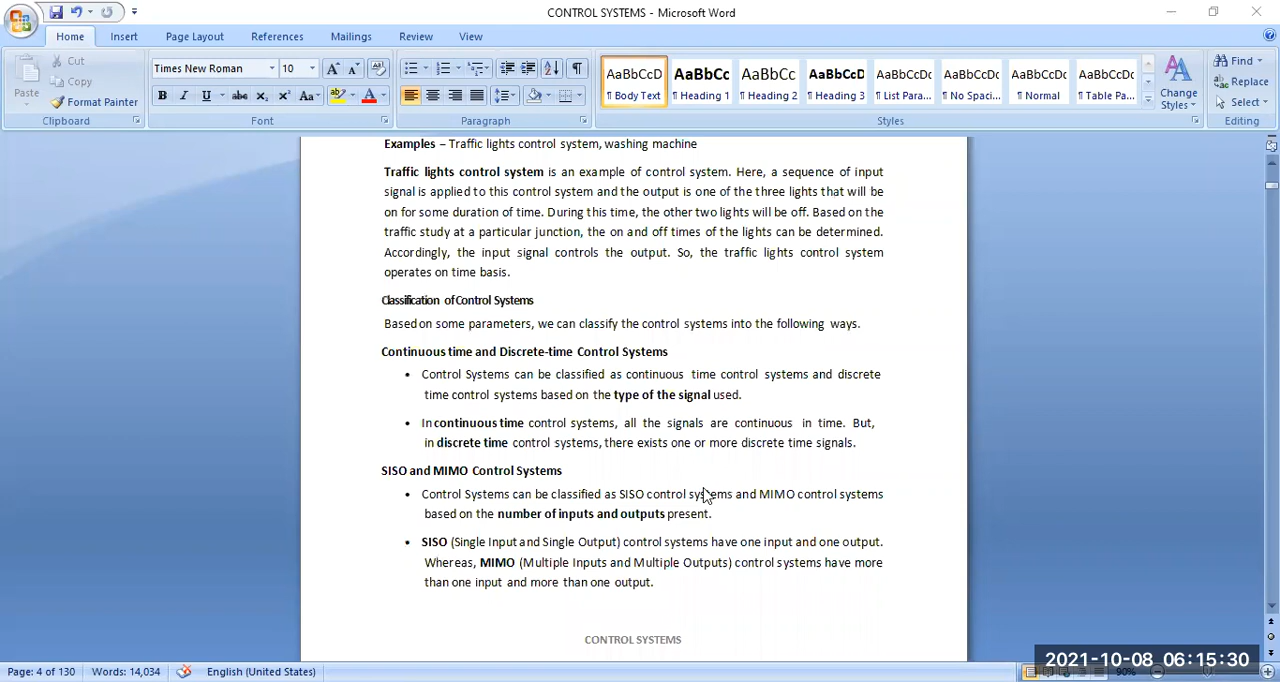 CONTROL SYSTEMS - Microsoft Word
Home Insert Page Layout References Mailings Review View
Paste Cut Copy Format Painter
Times New Roman 10
AaBbCcD AaBbCc AaBbCc AaBbCcD AaBbCcDc AaBbCcDc AaBbCcDc AaBbCcDc
¶ Body Text ¶ Heading 1 ¶ Heading 2 ¶ Heading 3 ¶ List Para... ¶ No Spaci... ¶ Normal ¶ Table Pa...
Change Styles
Find Replace Select
Clipboard Font Paragraph Styles Editing
Examples – Traffic lights control system, washing machine
Traffic lights control system is an example of control system. Here, a sequence of input
signal is applied to this control system and the output is one of the three lights that will be
on for some duration of time. During this time, the other two lights will be off. Based on the
traffic study at a particular junction, the on and off times of the lights can be determined.
Accordingly, the input signal controls the output. So, the traffic lights control system
operates on time basis.
Classification of Control Systems
Based on some parameters, we can classify the control systems into the following ways.
Continuous time and Discrete-time Control Systems
• Control Systems can be classified as continuous time control systems and discrete
time control systems based on the type of the signal used.
• In continuous time control systems, all the signals are continuous in time. But,
in discrete time control systems, there exists one or more discrete time signals.
SISO and MIMO Control Systems
• Control Systems can be classified as SISO control systems and MIMO control systems
based on the number of inputs and outputs present.
• SISO (Single Input and Single Output) control systems have one input and one output.
Whereas, MIMO (Multiple Inputs and Multiple Outputs) control systems have more
than one input and more than one output.
CONTROL SYSTEMS
Page: 4 of 130 Words: 14,034 English (United States) 90%
2021-10-08 06:15:30